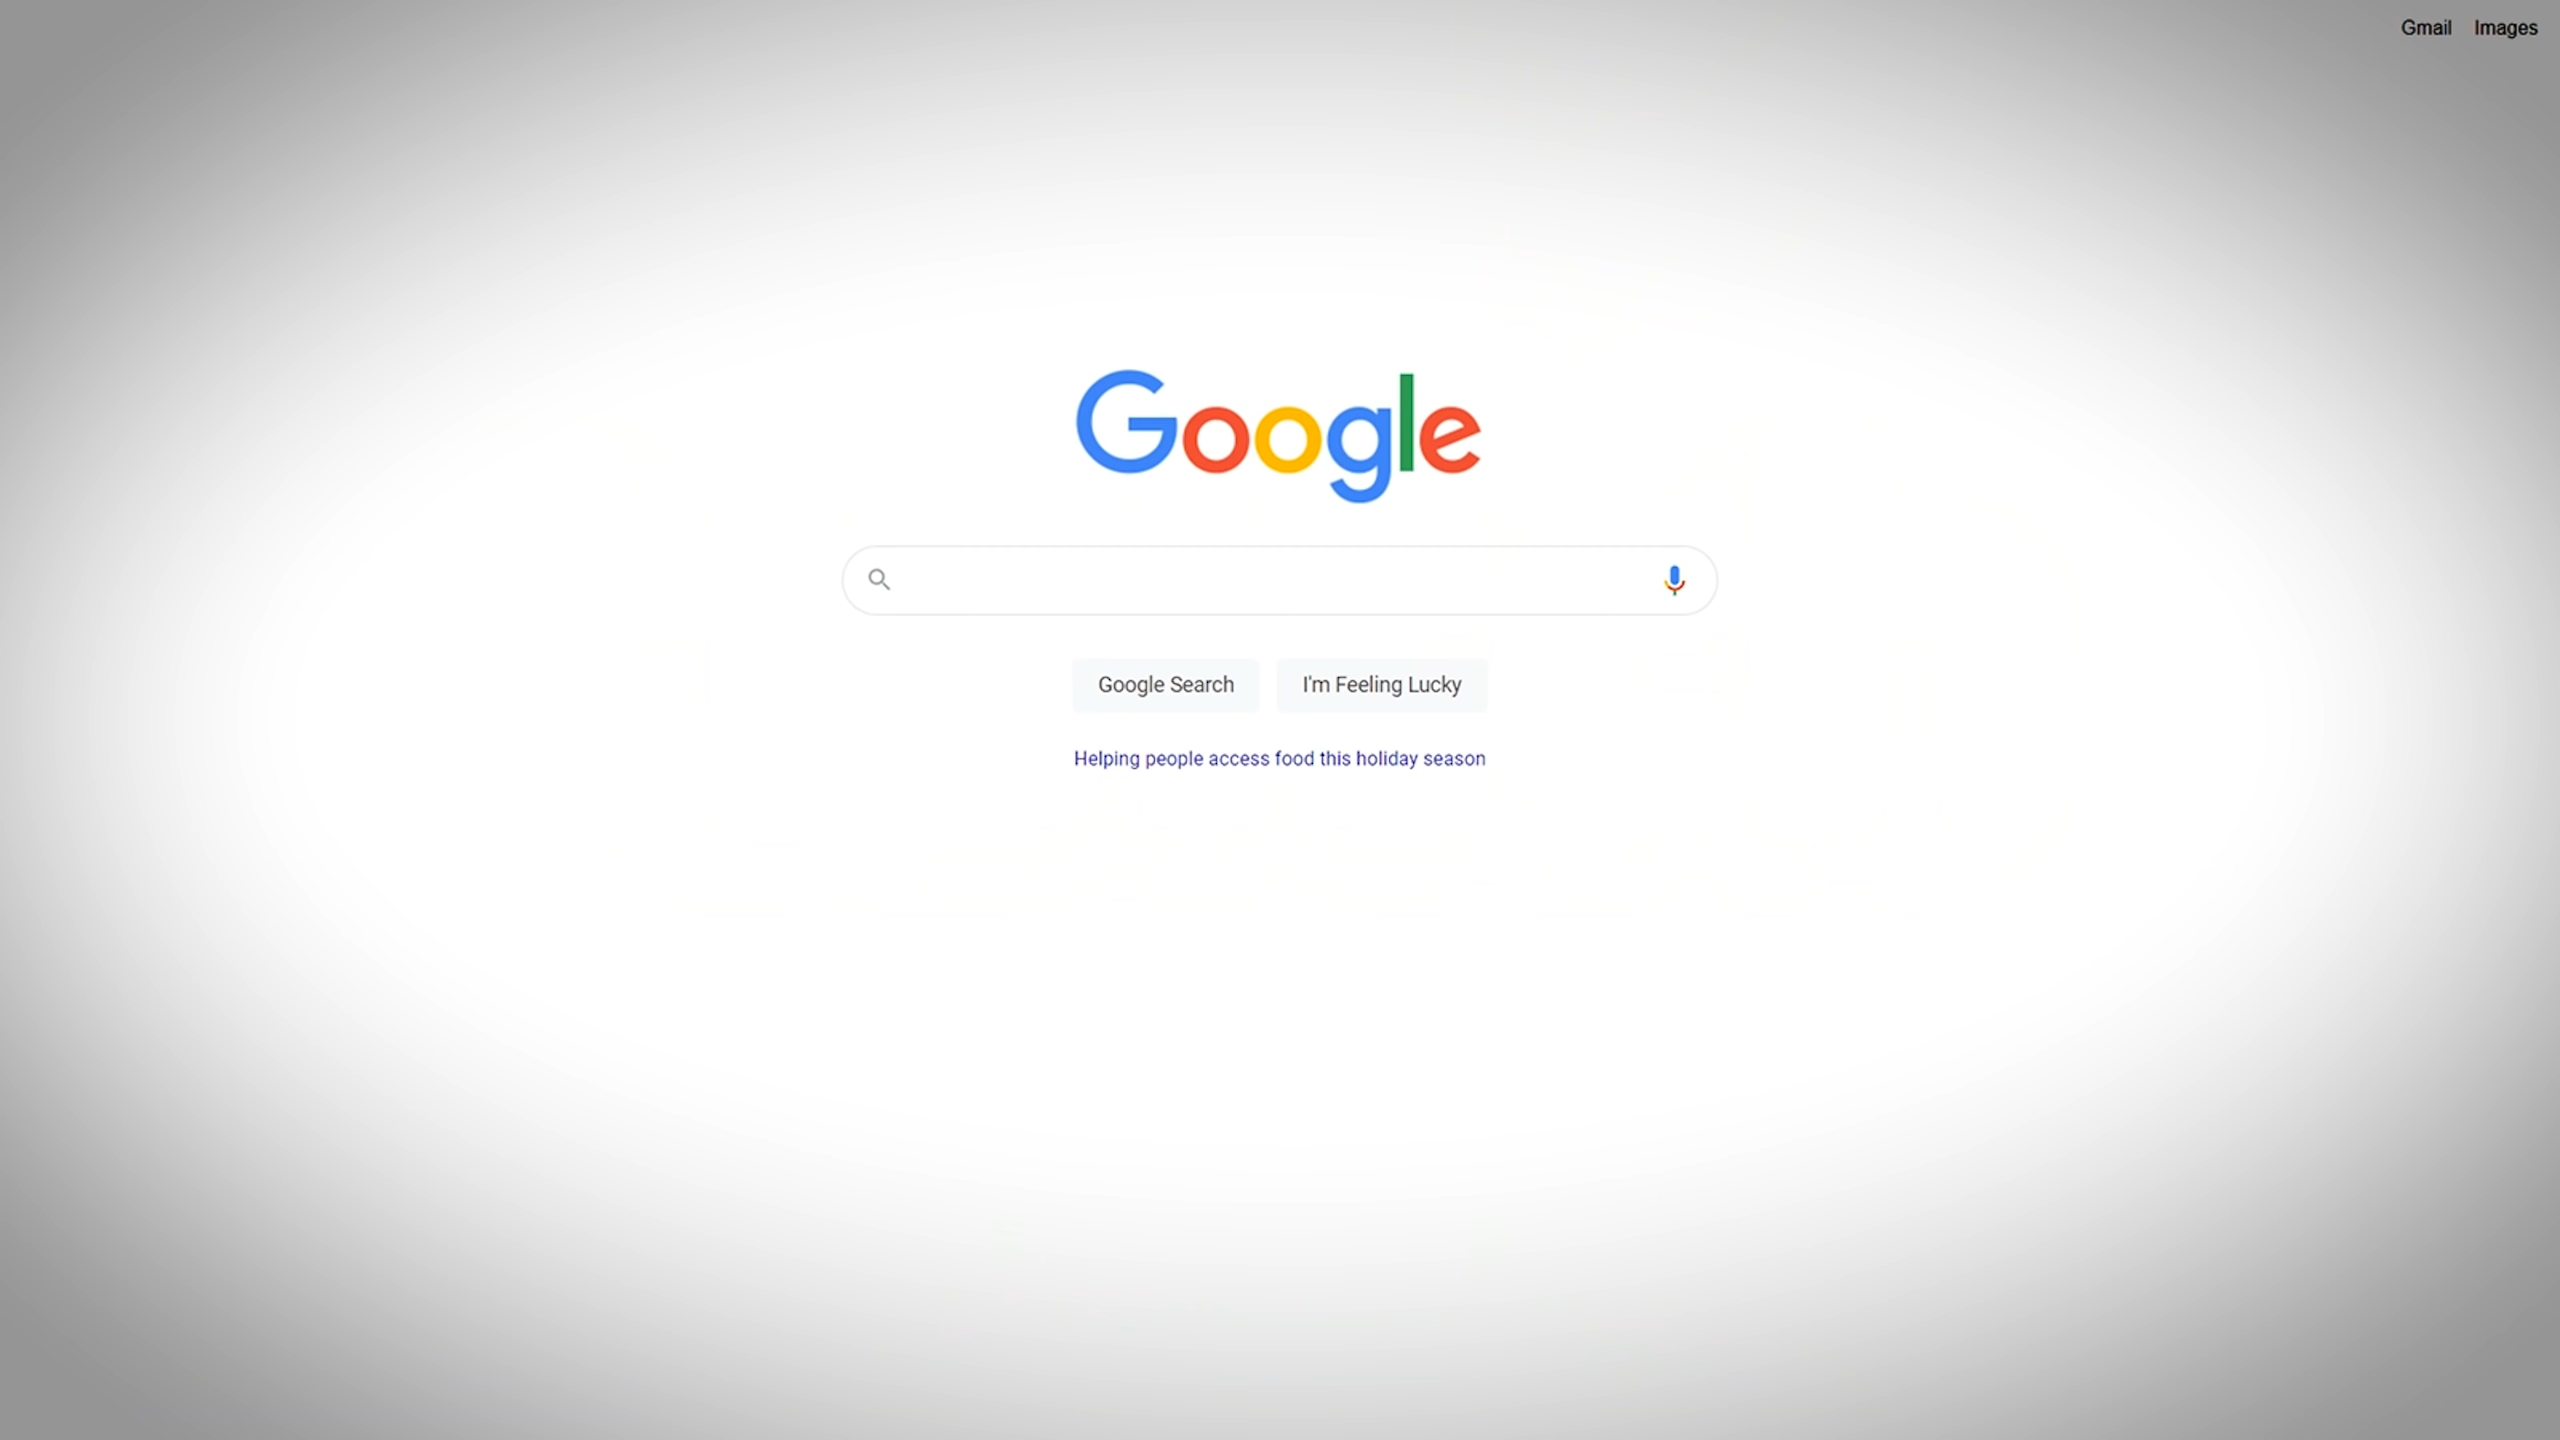 Gmail Images
Google
Google Search I'm Feeling Lucky
Helping people access food this holiday season